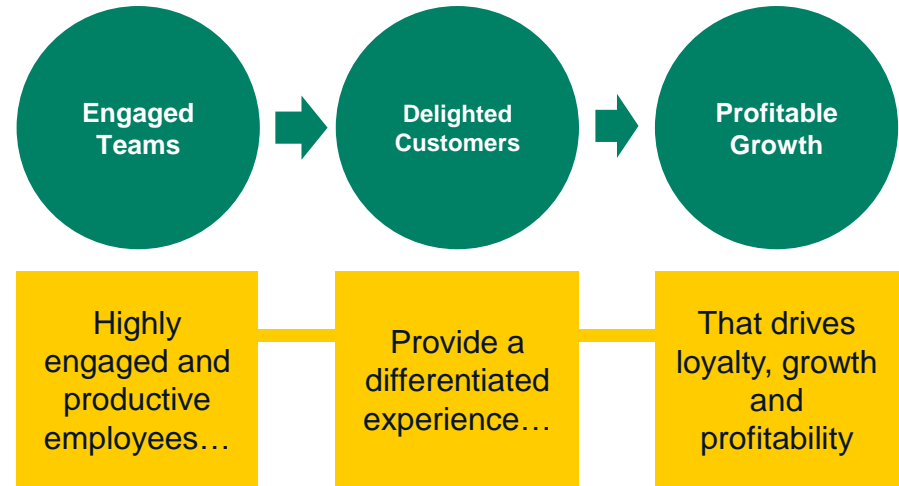 Engaged
Teams
Delighted
Customers
Profitable
Growth
Highly
engaged and
productive
employees…
Provide a
differentiated
experience…
That drives
loyalty, growth
and
profitability